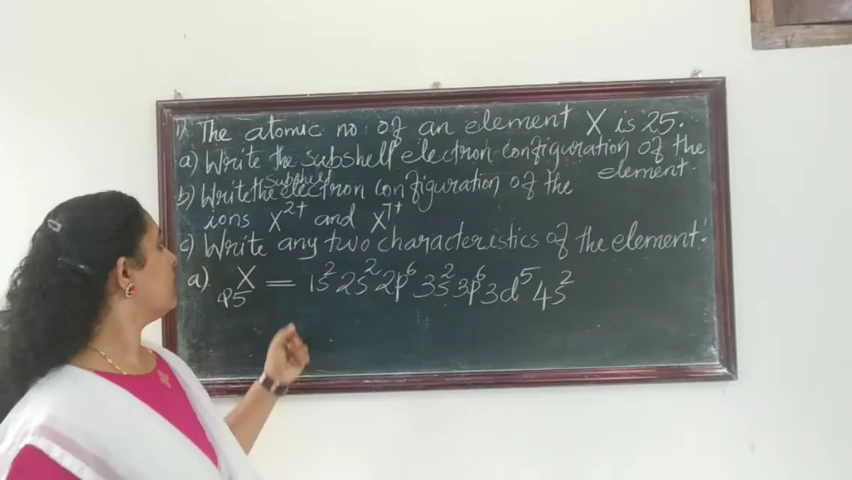 1) The atomic no: of an element X is 25.
a) Write the subshell electron configuration of the element.
b) Write the subshell electron configuration of the
ions X²⁺ and X⁷⁺
c) Write any two characteristics of the element.
a) ₂₅X = 1s² 2s² 2p⁶ 3s² 3p⁶ 3d⁵ 4s²